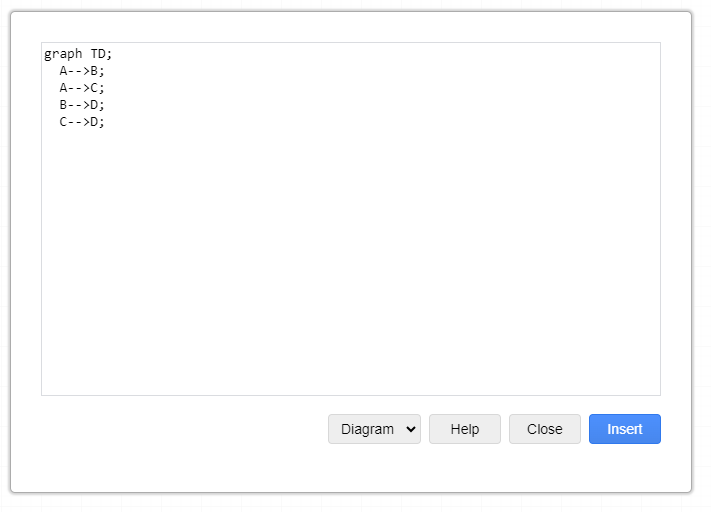 graph TD;
  A-->B;
  A-->C;
  B-->D;
  C-->D;
Diagram Help Close Insert